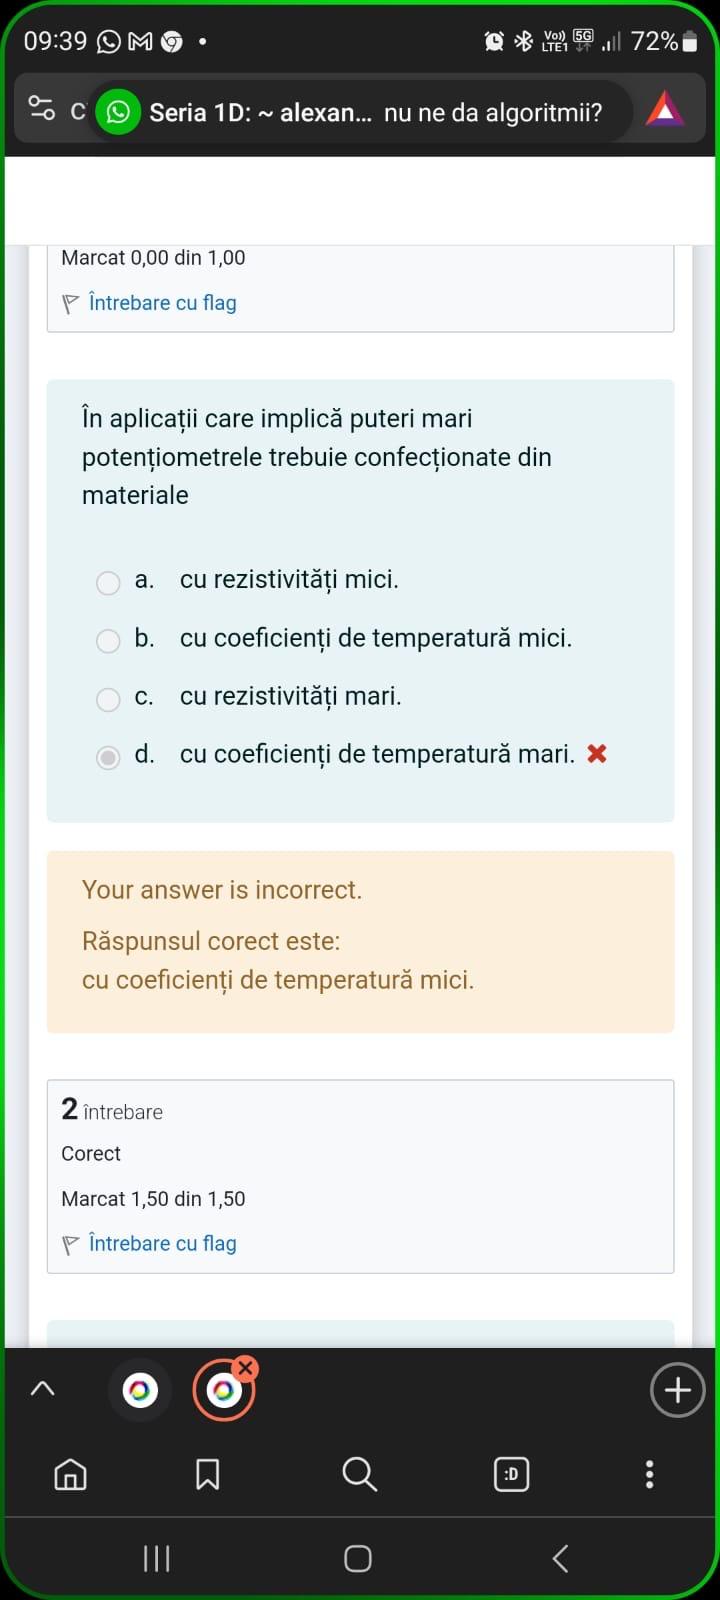 09:39
Vo)) LTE1 5G 72%
C Seria 1D: ~ alexan... nu ne da algoritmii?
Marcat 0,00 din 1,00
Întrebare cu flag
În aplicații care implică puteri mari
potențiometrele trebuie confecționate din
materiale
a. cu rezistivități mici.
b. cu coeficienți de temperatură mici.
c. cu rezistivități mari.
d. cu coeficienți de temperatură mari.
Your answer is incorrect.
Răspunsul corect este:
cu coeficienți de temperatură mici.
2 întrebare
Corect
Marcat 1,50 din 1,50
Întrebare cu flag
:D